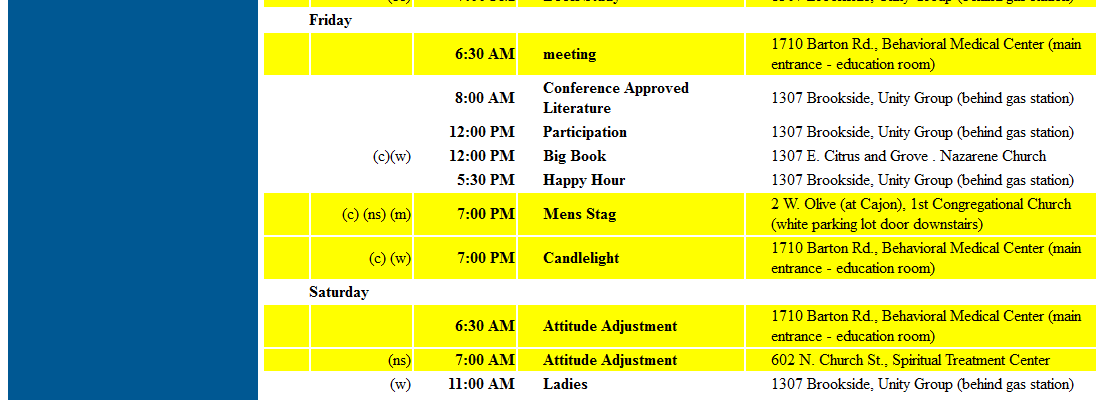 Friday
6:30 AM meeting 1710 Barton Rd., Behavioral Medical Center (main
entrance - education room)
8:00 AM Conference Approved
Literature 1307 Brookside, Unity Group (behind gas station)
12:00 PM Participation 1307 Brookside, Unity Group (behind gas station)
(c)(w) 12:00 PM Big Book 1307 E. Citrus and Grove . Nazarene Church
5:30 PM Happy Hour 1307 Brookside, Unity Group (behind gas station)
(c) (ns) (m) 7:00 PM Mens Stag 2 W. Olive (at Cajon), 1st Congregational Church
(white parking lot door downstairs)
(c) (w) 7:00 PM Candlelight 1710 Barton Rd., Behavioral Medical Center (main
entrance - education room)
Saturday
6:30 AM Attitude Adjustment 1710 Barton Rd., Behavioral Medical Center (main
entrance - education room)
(ns) 7:00 AM Attitude Adjustment 602 N. Church St., Spiritual Treatment Center
(w) 11:00 AM Ladies 1307 Brookside, Unity Group (behind gas station)